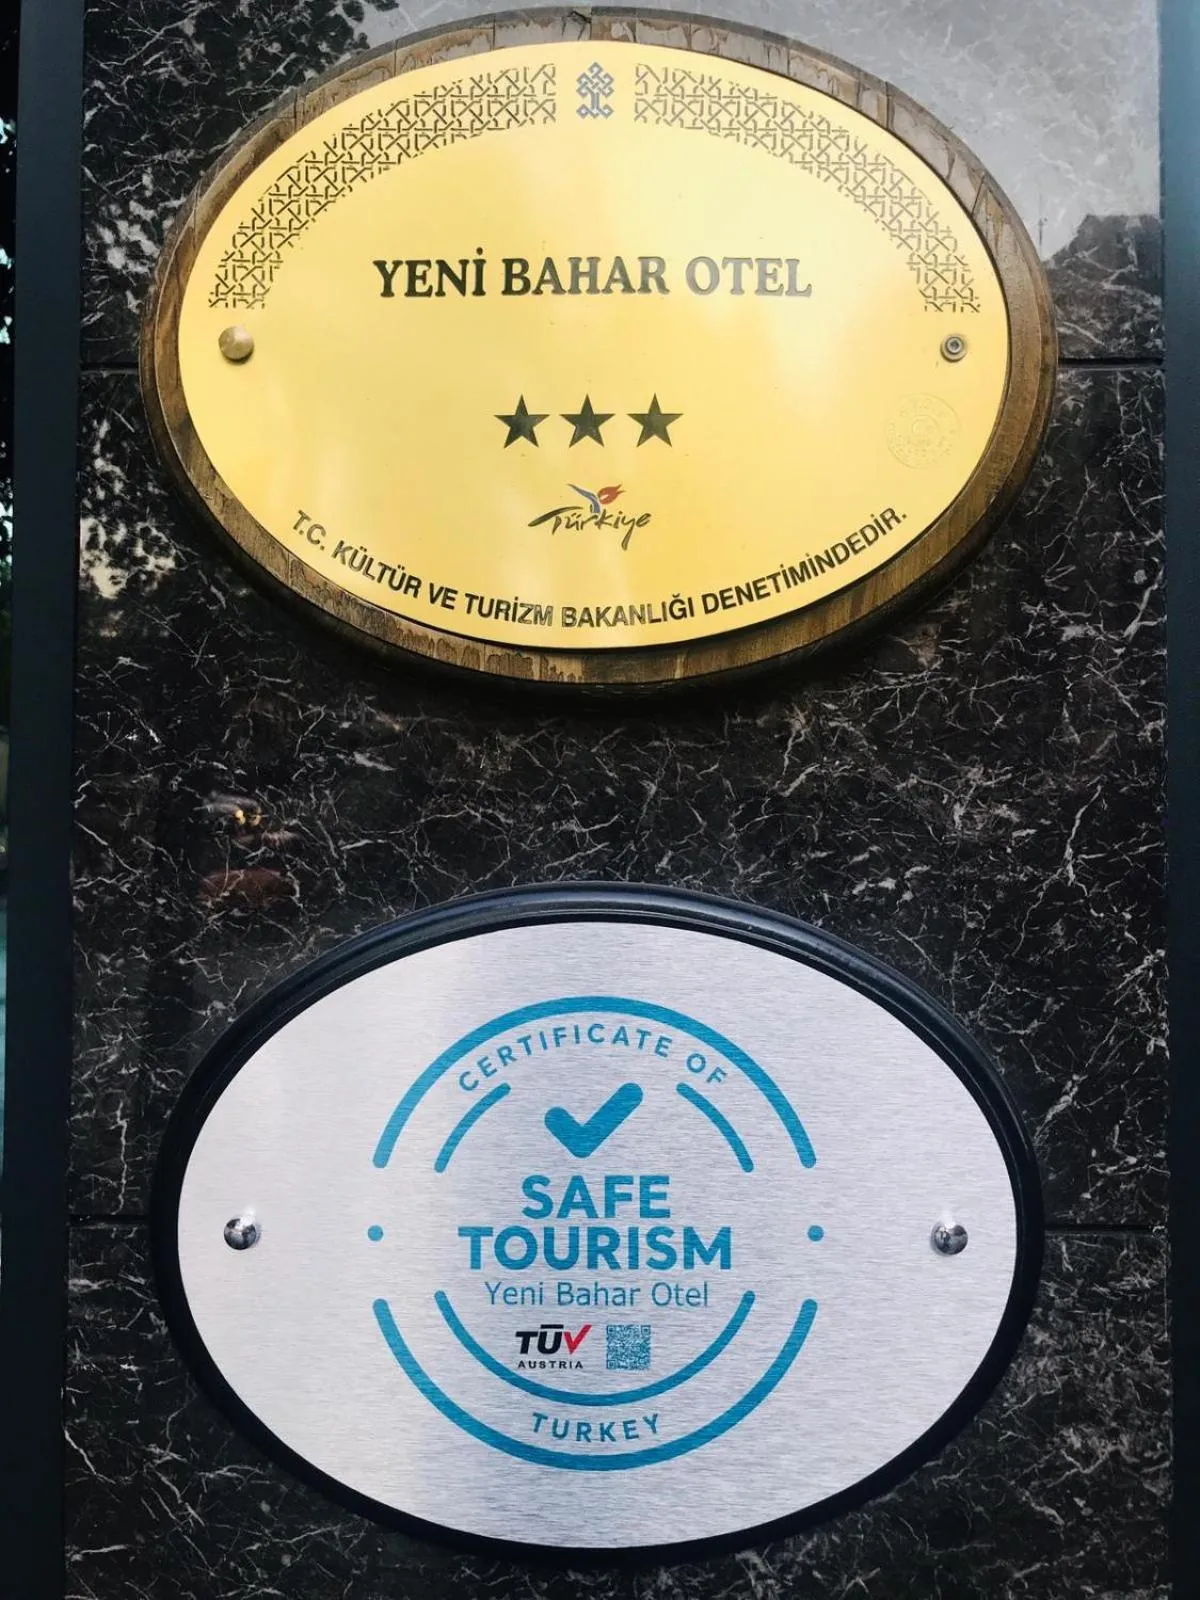 YENİ BAHAR OTEL
Türkiye
T.C. KÜLTÜR VE TURİZM BAKANLIĞI DENETİMİNDEDİR.
CERTIFICATE OF
SAFE
TOURISM
Yeni Bahar Otel
TÜV
AUSTRIA
TURKEY